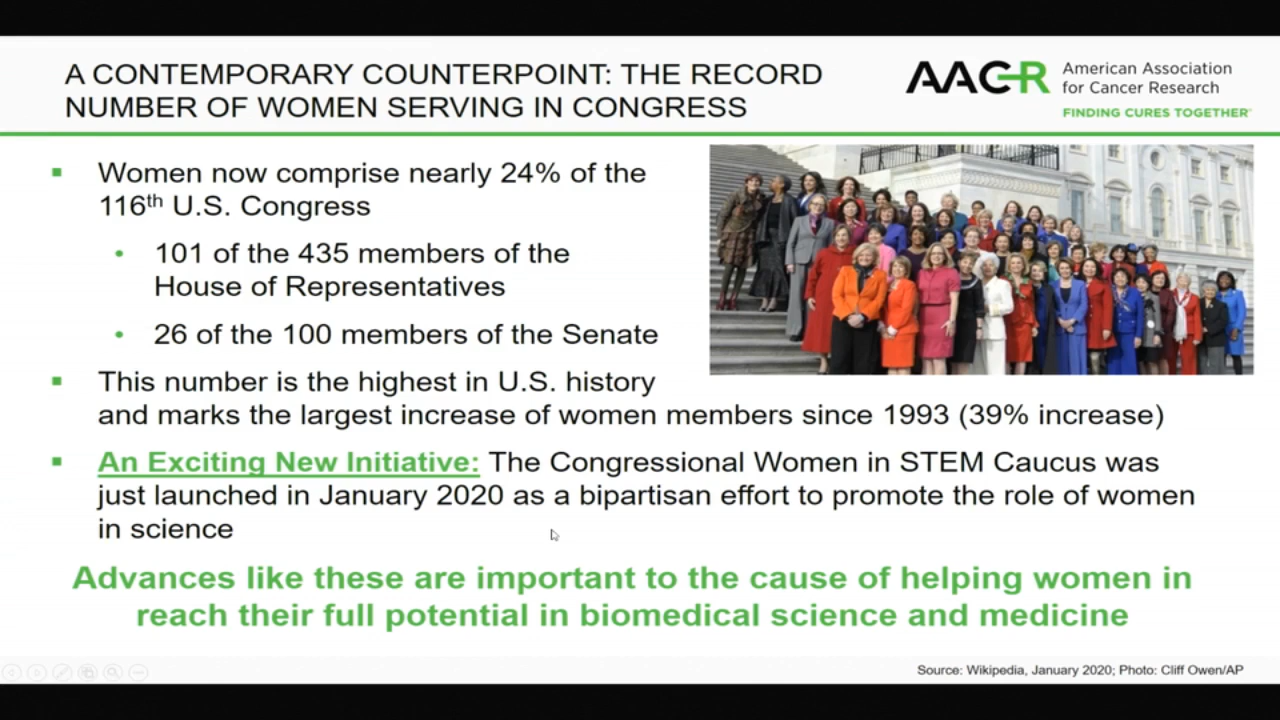 A CONTEMPORARY COUNTERPOINT: THE RECORD
NUMBER OF WOMEN SERVING IN CONGRESS
AACR
American Association
for Cancer Research
FINDING CURES TOGETHER®
▪ Women now comprise nearly 24% of the
116th U.S. Congress
• 101 of the 435 members of the
House of Representatives
• 26 of the 100 members of the Senate
▪ This number is the highest in U.S. history
and marks the largest increase of women members since 1993 (39% increase)
▪ An Exciting New Initiative: The Congressional Women in STEM Caucus was
just launched in January 2020 as a bipartisan effort to promote the role of women
in science
Advances like these are important to the cause of helping women in
reach their full potential in biomedical science and medicine
Source: Wikipedia, January 2020; Photo: Cliff Owen/AP